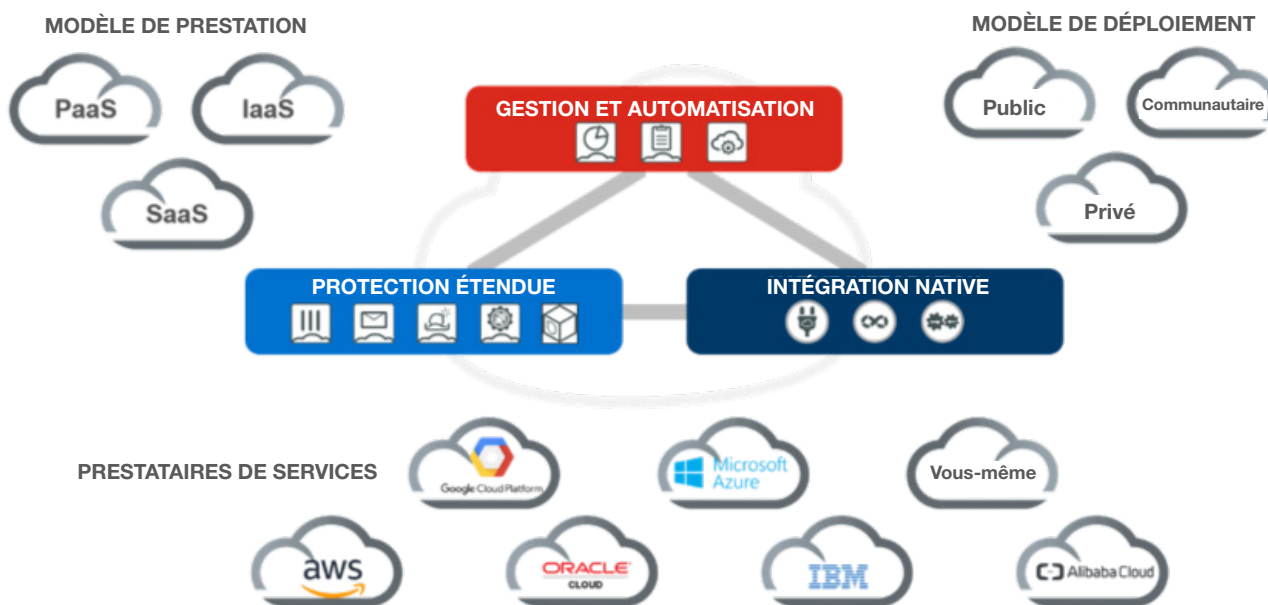 MODÈLE DE PRESTATION
PaaS
IaaS
SaaS
MODÈLE DE DÉPLOIEMENT
Public
Communautaire
Privé
GESTION ET AUTOMATISATION
PROTECTION ÉTENDUE
INTÉGRATION NATIVE
PRESTATAIRES DE SERVICES
Google Cloud Platform
Microsoft
Azure
Vous-même
aws
ORACLE
CLOUD
IBM
Alibaba Cloud